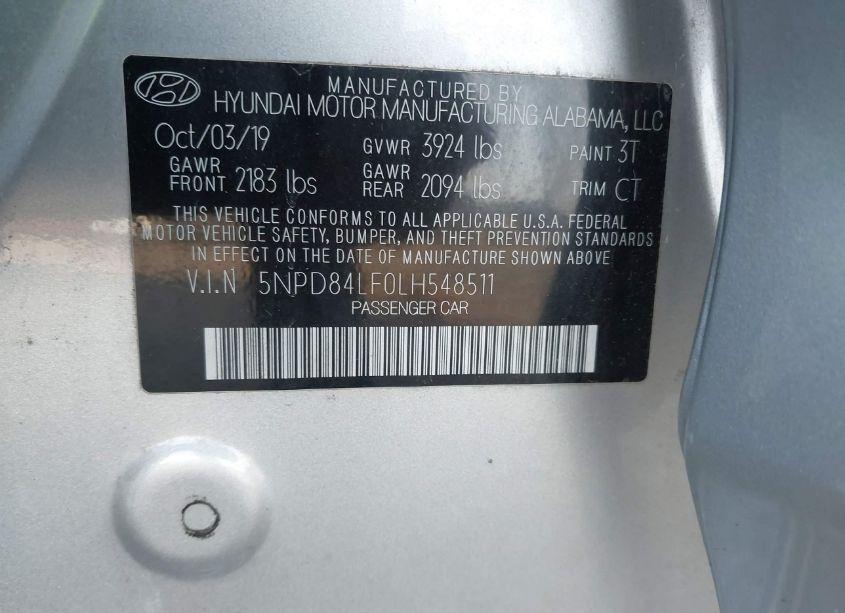 MANUFACTURED BY
HYUNDAI MOTOR MANUFACTURING ALABAMA, LLC
Oct/03/19 GVWR 3924 lbs PAINT 3T
GAWR FRONT 2183 lbs GAWR REAR 2094 lbs TRIM CT
THIS VEHICLE CONFORMS TO ALL APPLICABLE U.S.A. FEDERAL
MOTOR VEHICLE SAFETY, BUMPER, AND THEFT PREVENTION STANDARDS
IN EFFECT ON THE DATE OF MANUFACTURE SHOWN ABOVE.
V.I.N 5NPD84LF0LH548511
PASSENGER CAR